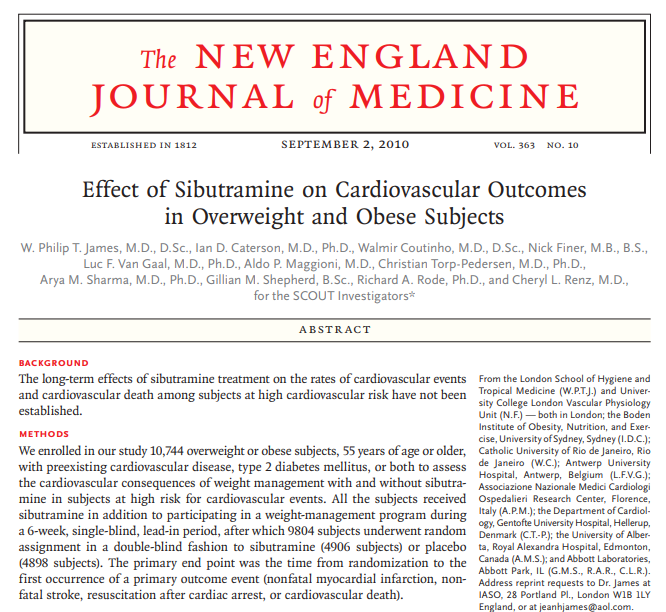 The NEW ENGLAND
JOURNAL of MEDICINE
ESTABLISHED IN 1812
SEPTEMBER 2, 2010
VOL. 363 NO. 10
Effect of Sibutramine on Cardiovascular Outcomes
in Overweight and Obese Subjects
W. Philip T. James, M.D., D.Sc., Ian D. Caterson, M.D., Ph.D., Walmir Coutinho, M.D., D.Sc., Nick Finer, M.B., B.S.,
Luc F. Van Gaal, M.D., Ph.D., Aldo P. Maggioni, M.D., Christian Torp-Pedersen, M.D., Ph.D.,
Arya M. Sharma, M.D., Ph.D., Gillian M. Shepherd, B.Sc., Richard A. Rode, Ph.D., and Cheryl L. Renz, M.D.,
for the SCOUT Investigators*
ABSTRACT
BACKGROUND
The long-term effects of sibutramine treatment on the rates of cardiovascular events
and cardiovascular death among subjects at high cardiovascular risk have not been
established.
METHODS
We enrolled in our study 10,744 overweight or obese subjects, 55 years of age or older,
with preexisting cardiovascular disease, type 2 diabetes mellitus, or both to assess
the cardiovascular consequences of weight management with and without sibutra-
mine in subjects at high risk for cardiovascular events. All the subjects received
sibutramine in addition to participating in a weight-management program during
a 6-week, single-blind, lead-in period, after which 9804 subjects underwent random
assignment in a double-blind fashion to sibutramine (4906 subjects) or placebo
(4898 subjects). The primary end point was the time from randomization to the
first occurrence of a primary outcome event (nonfatal myocardial infarction, non-
fatal stroke, resuscitation after cardiac arrest, or cardiovascular death).
From the London School of Hygiene and
Tropical Medicine (W.P.T.J.) and Univer-
sity College London Vascular Physiology
Unit (N.F.) — both in London; the Boden
Institute of Obesity, Nutrition, and Exer-
cise, University of Sydney, Sydney (I.D.C.);
Catholic University of Rio de Janeiro, Rio
de Janeiro (W.C.); Antwerp University
Hospital, Antwerp, Belgium (L.F.V.G.);
Associazione Nazionale Medici Cardiologi
Ospedalieri Research Center, Florence,
Italy (A.P.M.); the Department of Cardiol-
ogy, Gentofte University Hospital, Hellerup,
Denmark (C.T.-P.); the University of Alber-
ta, Royal Alexandra Hospital, Edmonton,
Canada (A.M.S.); and Abbott Laboratories,
Abbott Park, IL (G.M.S., R.A.R., C.L.R.).
Address reprint requests to Dr. James at
IASO, 28 Portland Pl., London W1B 1LY
England, or at jeanhjames@aol.com.